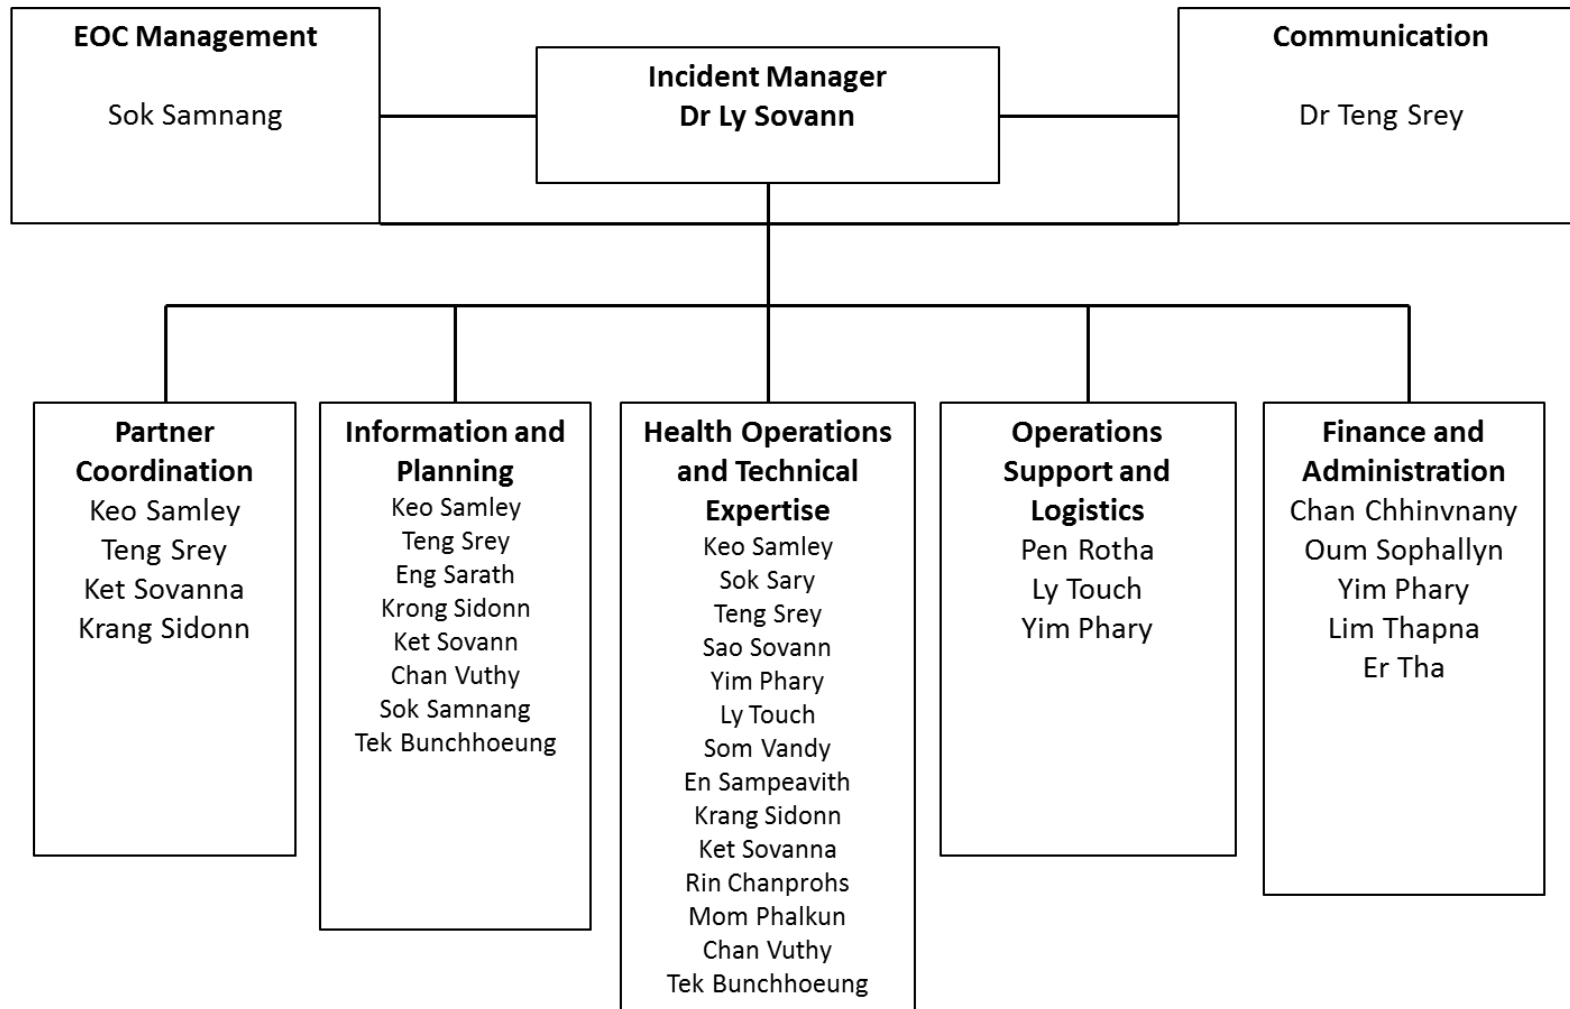 EOC Management
Sok Samnang
Incident Manager
Dr Ly Sovann
Communication
Dr Teng Srey
Partner
Coordination
Keo Samley
Teng Srey
Ket Sovanna
Krang Sidonn
Information and
Planning
Keo Samley
Teng Srey
Eng Sarath
Krong Sidonn
Ket Sovann
Chan Vuthy
Sok Samnang
Tek Bunchhoeung
Health Operations
and Technical
Expertise
Keo Samley
Sok Sary
Teng Srey
Sao Sovann
Yim Phary
Ly Touch
Som Vandy
En Sampeavith
Krang Sidonn
Ket Sovanna
Rin Chanprohs
Mom Phalkun
Chan Vuthy
Tek Bunchhoeung
Operations
Support and
Logistics
Pen Rotha
Ly Touch
Yim Phary
Finance and
Administration
Chan Chhinvnany
Oum Sophallyn
Yim Phary
Lim Thapna
Er Tha